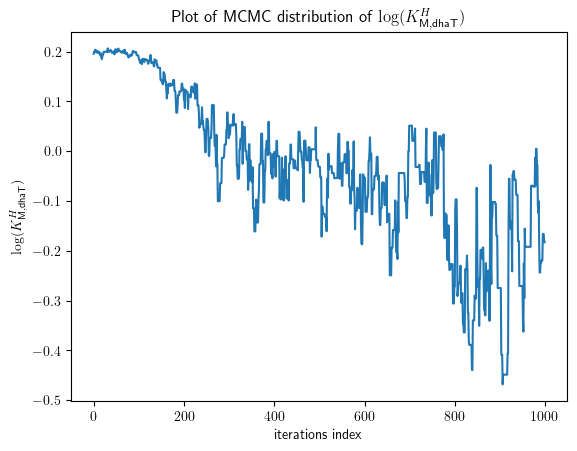 Plot of MCMC distribution of log(K^H_{M,dhaT})
log(K^H_{M,dhaT})
0.2
0.1
0.0
−0.1
−0.2
−0.3
−0.4
−0.5
0 200 400 600 800 1000
iterations index